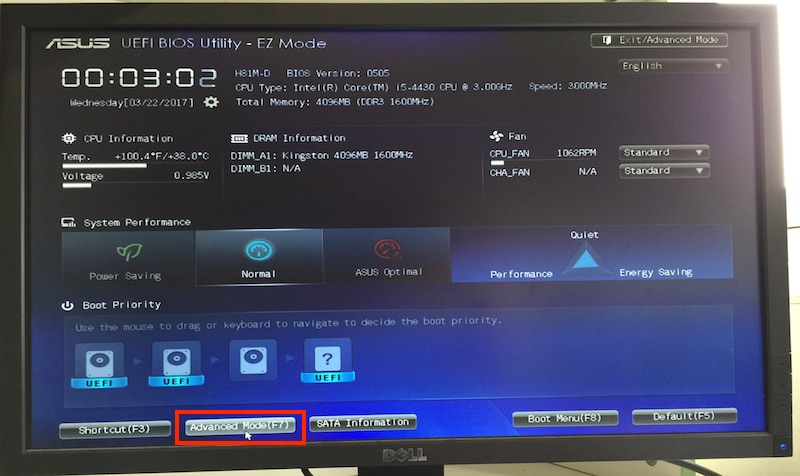 ASUS UEFI BIOS Utility - EZ Mode
Exit/Advanced Mode
English
00:03:02
Wednesday[03/22/2017]
H81M-D BIOS Version: 0505
CPU Type: Intel(R) Core(TM) i5-4430 CPU @ 3.00GHz Speed: 3000MHz
Total Memory: 4096MB (DDR3 1600MHz)
CPU Information
Temp. +100.4°F/+38.0°C
Voltage 0.985V
DRAM Information
DIMM_A1: Kingston 4096MB 1600MHz
DIMM_B1: N/A
Fan
CPU_FAN 1062RPM Standard
CHA_FAN N/A Standard
System Performance
Quiet
Power Saving
Normal
ASUS Optimal
Performance
Energy Saving
Boot Priority
Use the mouse to drag or keyboard to navigate to decide the boot priority.
UEFI
UEFI
?
UEFI
Shortcut(F3)
Advanced Mode(F7)
SATA Information
Boot Menu(F8)
Default(F5)
DELL